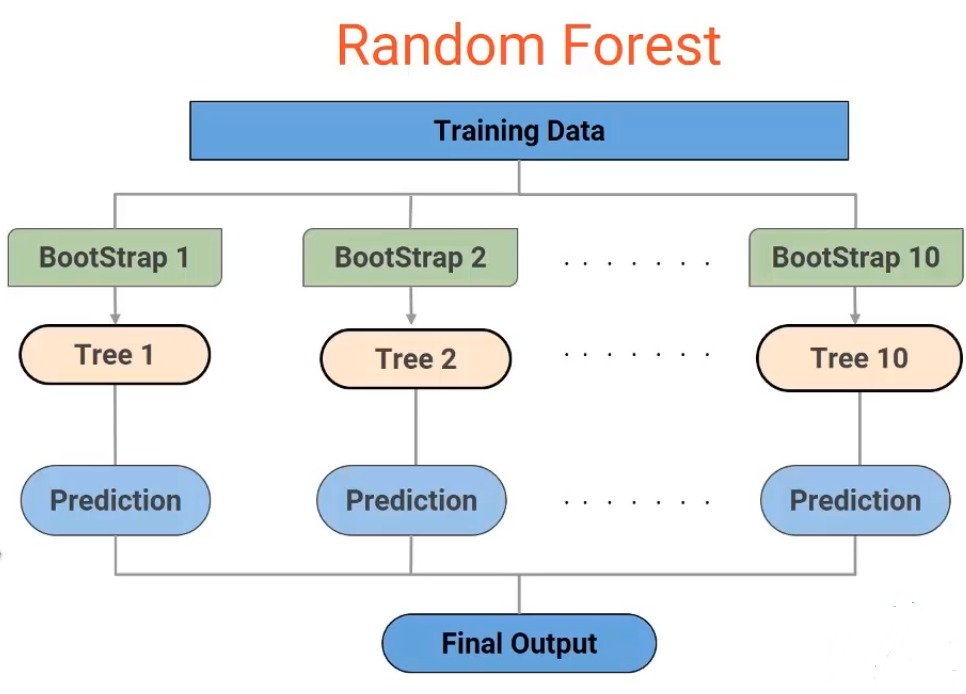 Random Forest
Training Data
BootStrap 1
BootStrap 2
. . . . . . .
BootStrap 10
Tree 1
Tree 2
. . . . . . .
Tree 10
Prediction
Prediction
. . . . . . .
Prediction
Final Output